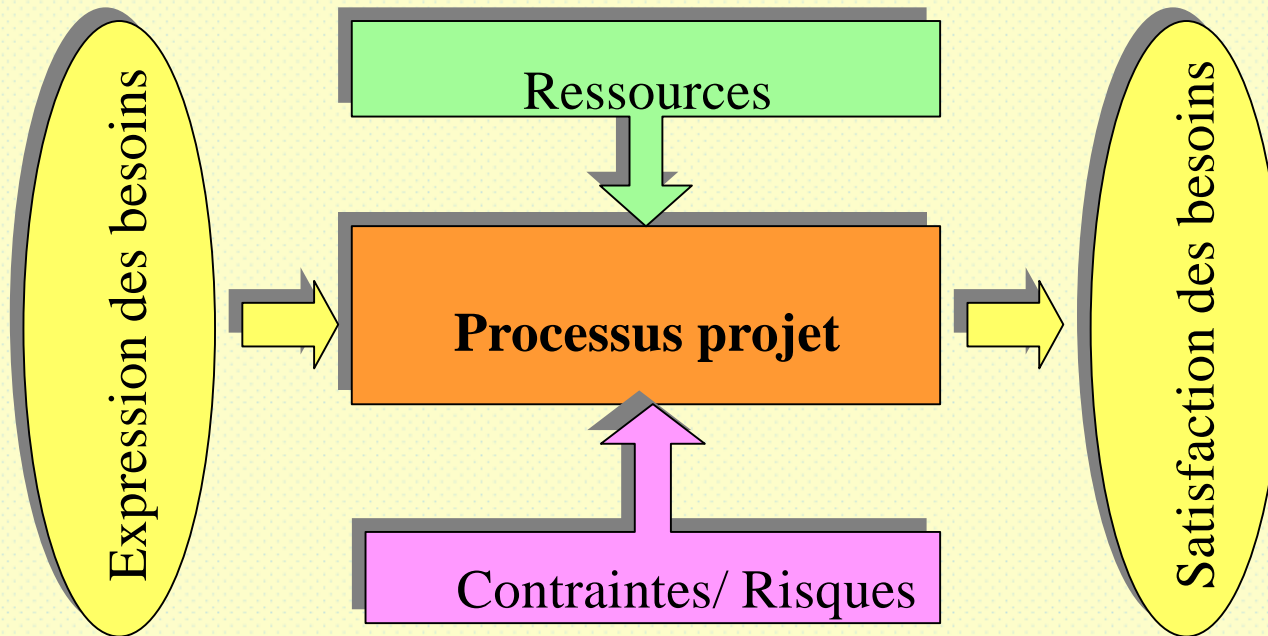 Expression des besoins
Ressources
Processus projet
Contraintes/ Risques
Satisfaction des besoins